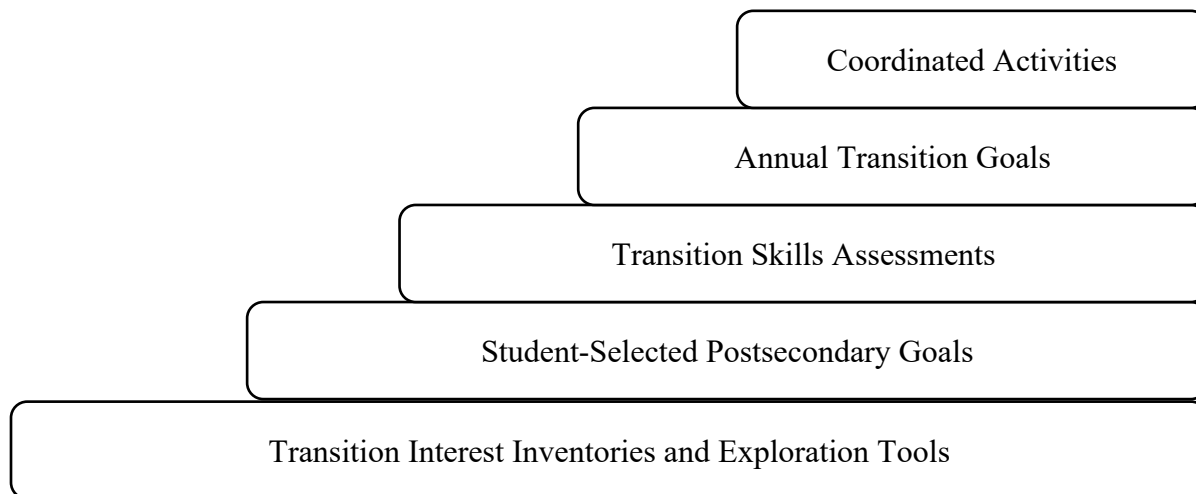 Coordinated Activities
Annual Transition Goals
Transition Skills Assessments
Student-Selected Postsecondary Goals
Transition Interest Inventories and Exploration Tools